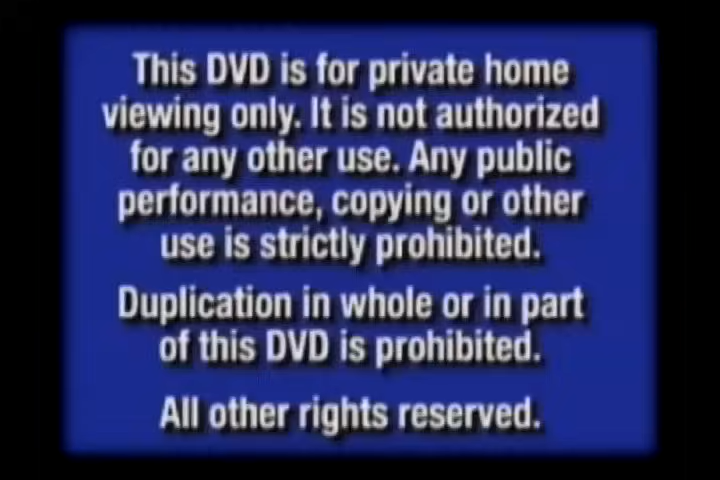 This DVD is for private home
viewing only. It is not authorized
for any other use. Any public
performance, copying or other
use is strictly prohibited.
Duplication in whole or in part
of this DVD is prohibited.
All other rights reserved.